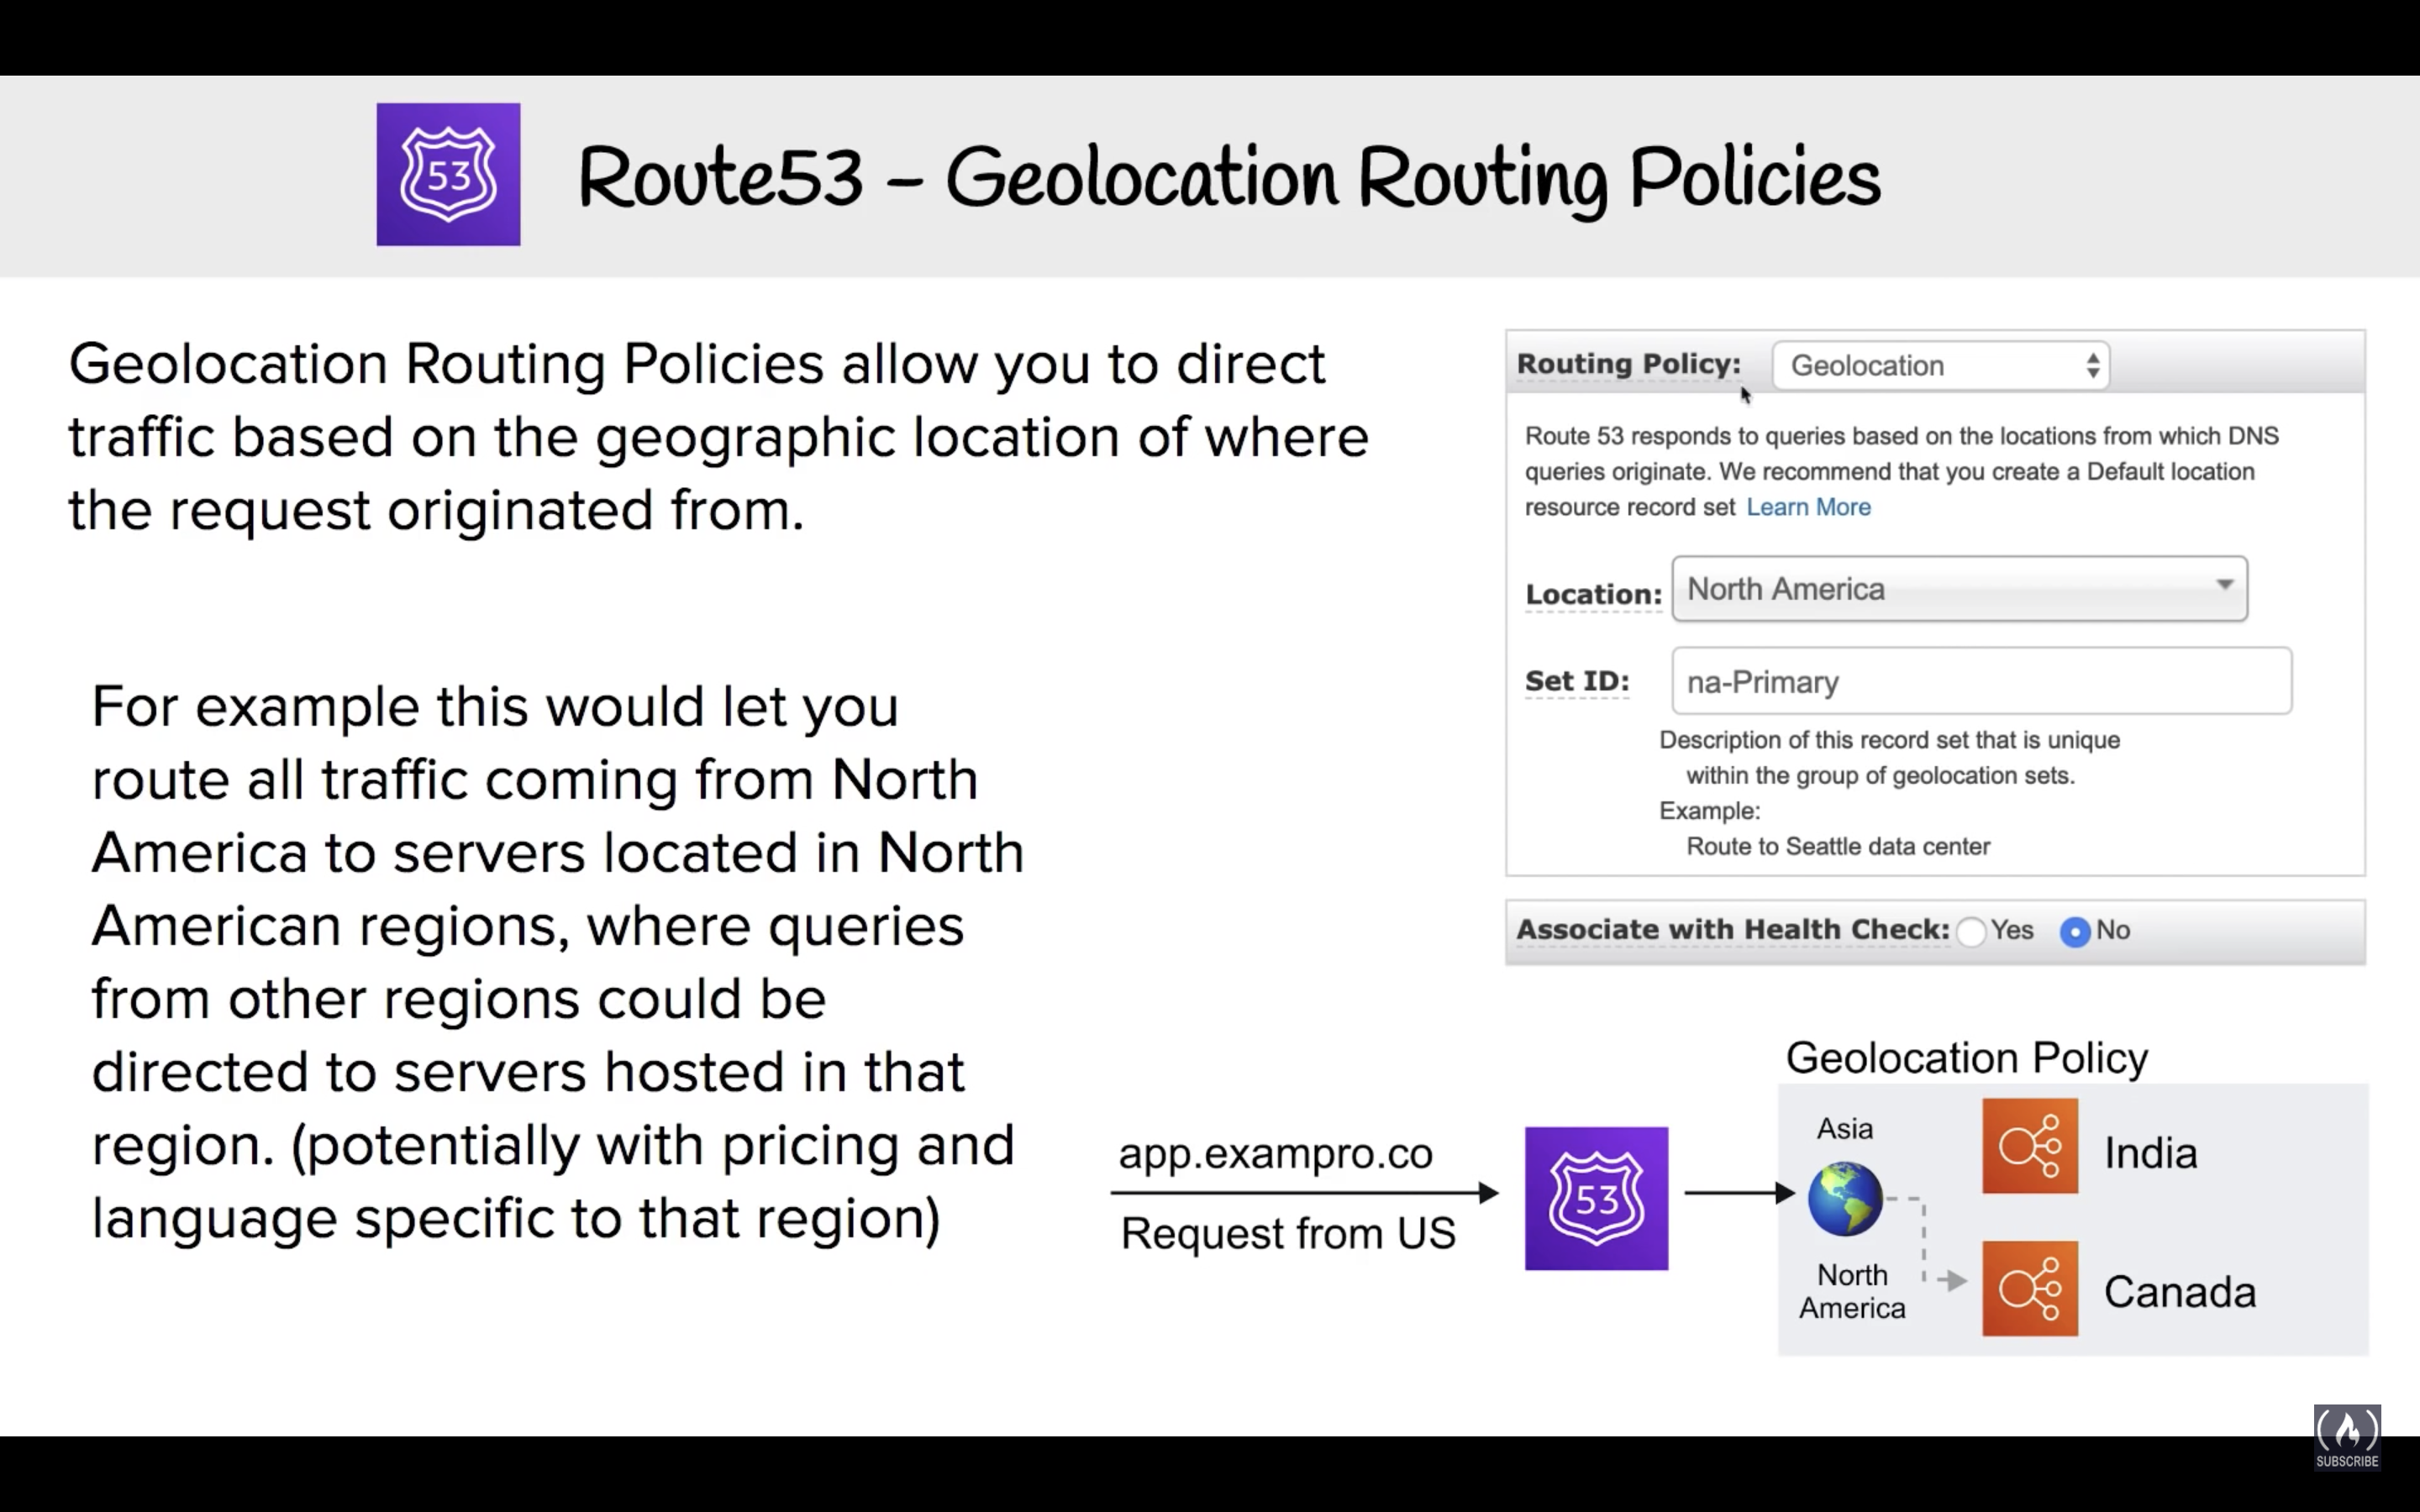 53
Route53 – Geolocation Routing Policies
Geolocation Routing Policies allow you to direct
traffic based on the geographic location of where
the request originated from.
For example this would let you
route all traffic coming from North
America to servers located in North
American regions, where queries
from other regions could be
directed to servers hosted in that
region. (potentially with pricing and
language specific to that region)
Routing Policy: Geolocation
Route 53 responds to queries based on the locations from which DNS
queries originate. We recommend that you create a Default location
resource record set Learn More
Location: North America
Set ID: na-Primary
Description of this record set that is unique
within the group of geolocation sets.
Example:
Route to Seattle data center
Associate with Health Check: Yes No
app.exampro.co
Request from US
53
Geolocation Policy
Asia
North
America
India
Canada
SUBSCRIBE